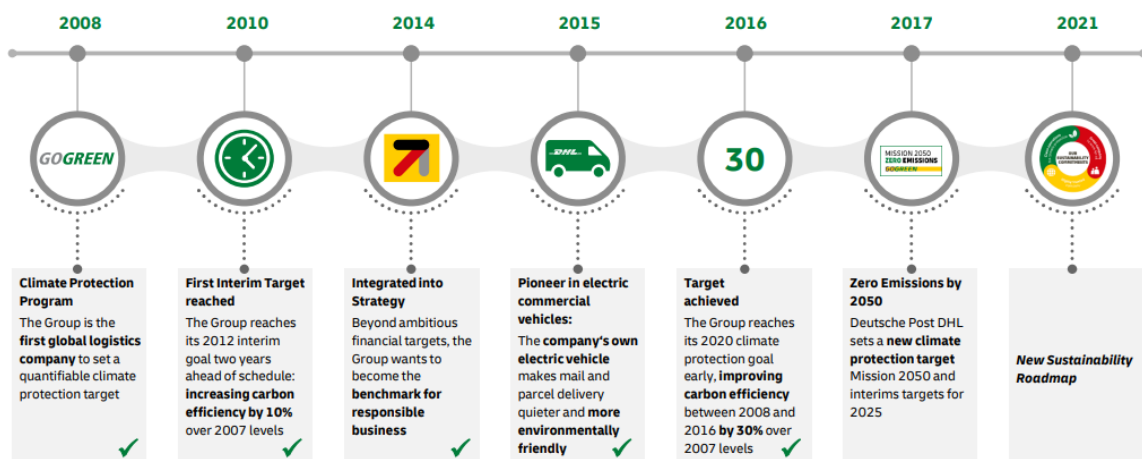 2008
2010
2014
2015
2016
2017
2021
GOGREEN
DHL
30
MISSION 2050
ZERO EMISSIONS
GOGREEN
OUR
SUSTAINABILITY
COMMITMENTS
Climate Protection
Program
The Group is the
first global logistics
company to set a
quantifiable climate
protection target
First Interim Target
reached
The Group reaches
its 2012 interim
goal two years
ahead of schedule:
increasing carbon
efficiency by 10%
over 2007 levels
Integrated into
Strategy
Beyond ambitious
financial targets, the
Group wants to
become the
benchmark for
responsible
business
Pioneer in electric
commercial
vehicles:
The company's own
electric vehicle
makes mail and
parcel delivery
quieter and more
environmentally
friendly
Target
achieved
The Group reaches
its 2020 climate
protection goal
early, improving
carbon efficiency
between 2008 and
2016 by 30% over
2007 levels
Zero Emissions by
2050
Deutsche Post DHL
sets a new climate
protection target
Mission 2050 and
interims targets for
2025
New Sustainability
Roadmap